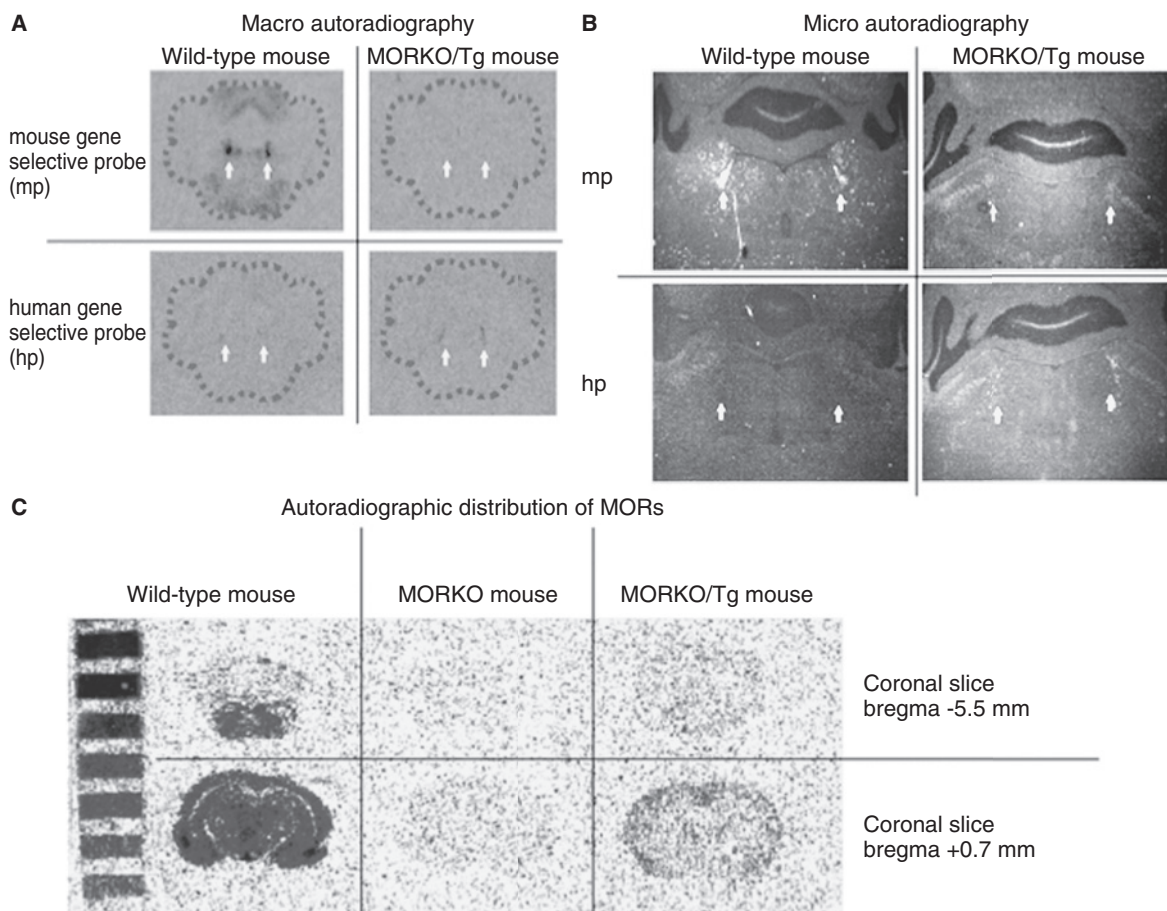 A
Macro autoradiography
Wild-type mouse
MORKO/Tg mouse
mouse gene
selective probe
(mp)
human gene
selective probe
(hp)
B
Micro autoradiography
Wild-type mouse
MORKO/Tg mouse
mp
hp
C
Autoradiographic distribution of MORs
Wild-type mouse
MORKO mouse
MORKO/Tg mouse
Coronal slice
bregma -5.5 mm
Coronal slice
bregma +0.7 mm